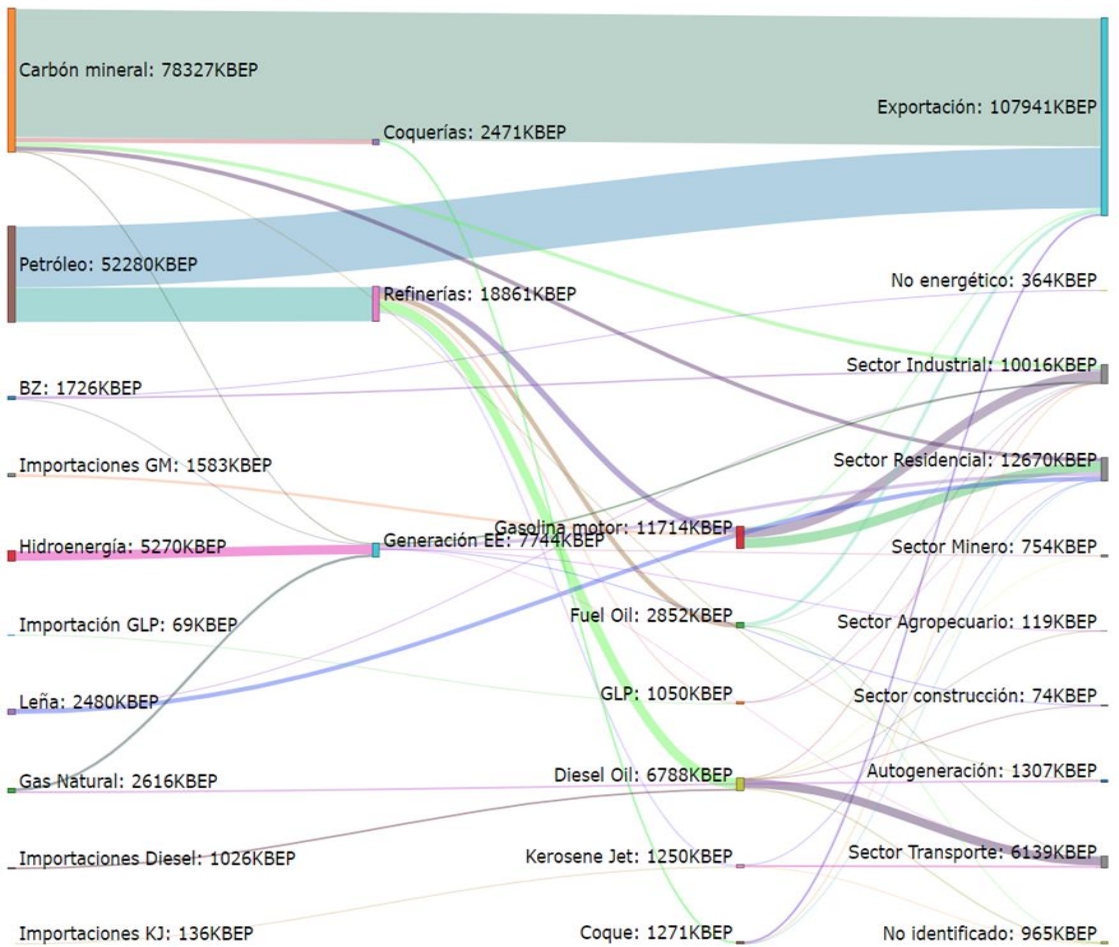 Carbón mineral: 78327KBEP
Exportación: 107941KBEP
Coquerías: 2471KBEP
Petróleo: 52280KBEP
No energético: 364KBEP
Refinerías: 18861KBEP
Sector Industrial: 10016KBEP
BZ: 1726KBEP
Sector Residencial: 12670KBEP
Importaciones GM: 1583KBEP
Gasolina motor: 11714KBEP
Generación EE: 7744KBEP
Hidroenergía: 5270KBEP
Sector Minero: 754KBEP
Fuel Oil: 2852KBEP
Sector Agropecuario: 119KBEP
Importación GLP: 69KBEP
GLP: 1050KBEP
Sector construcción: 74KBEP
Leña: 2480KBEP
Autogeneración: 1307KBEP
Diesel Oil: 6788KBEP
Gas Natural: 2616KBEP
Sector Transporte: 6139KBEP
Kerosene Jet: 1250KBEP
Importaciones Diesel: 1026KBEP
Coque: 1271KBEP
No identificado: 965KBEP
Importaciones KJ: 136KBEP